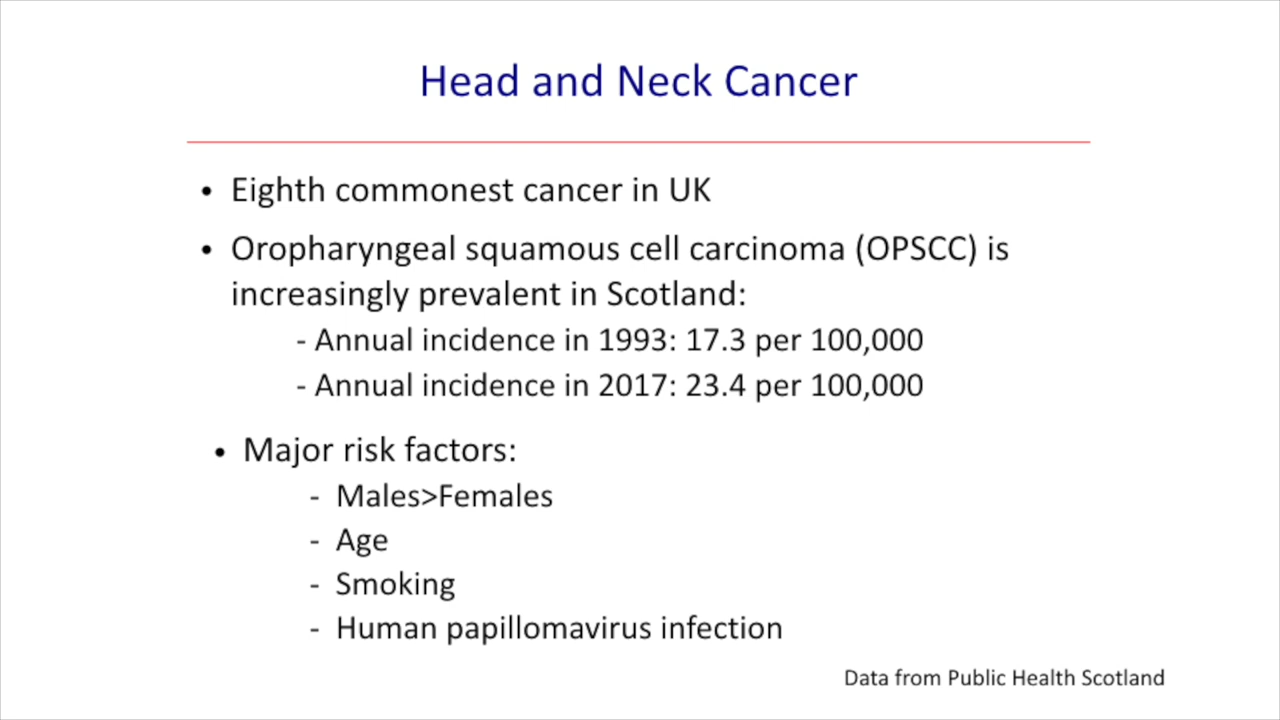 Head and Neck Cancer
• Eighth commonest cancer in UK
• Oropharyngeal squamous cell carcinoma (OPSCC) is
increasingly prevalent in Scotland:
- Annual incidence in 1993: 17.3 per 100,000
- Annual incidence in 2017: 23.4 per 100,000
• Major risk factors:
- Males>Females
- Age
- Smoking
- Human papillomavirus infection
Data from Public Health Scotland